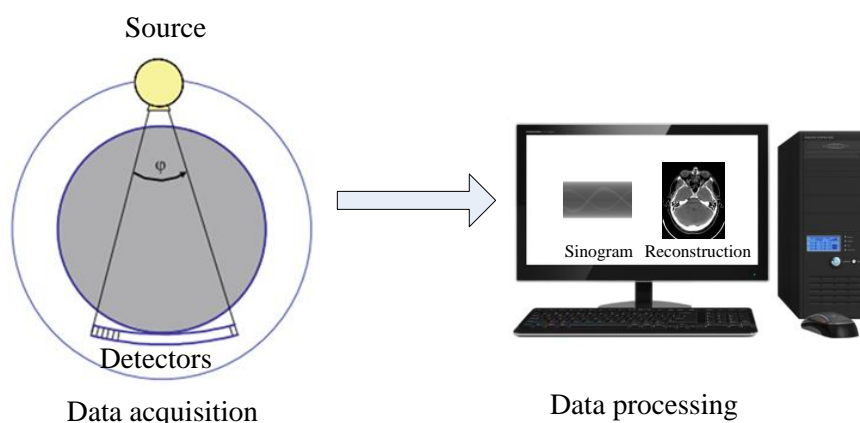 Source
φ
Detectors
Data acquisition
Sinogram
Reconstruction
Data processing